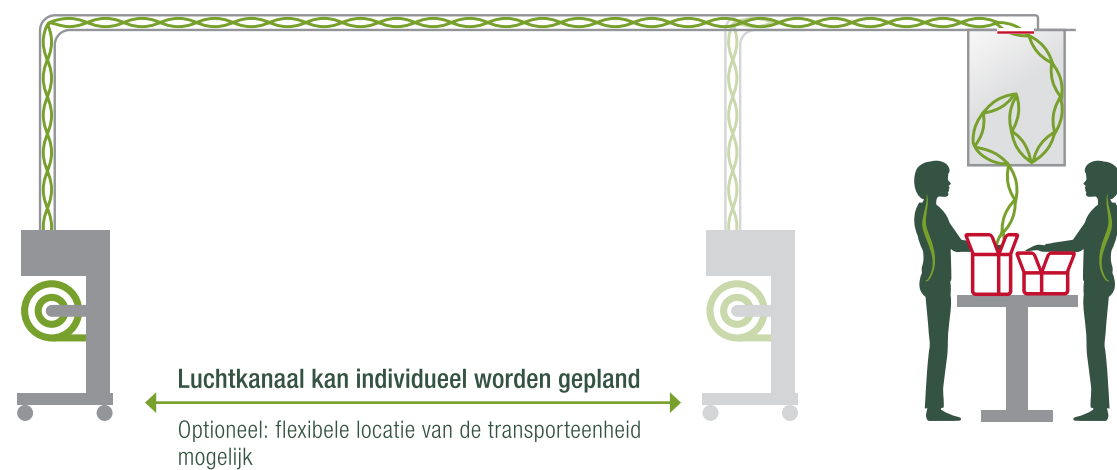 Luchtkanaal kan individueel worden gepland
Optioneel: flexibele locatie van de transporteenheid
mogelijk